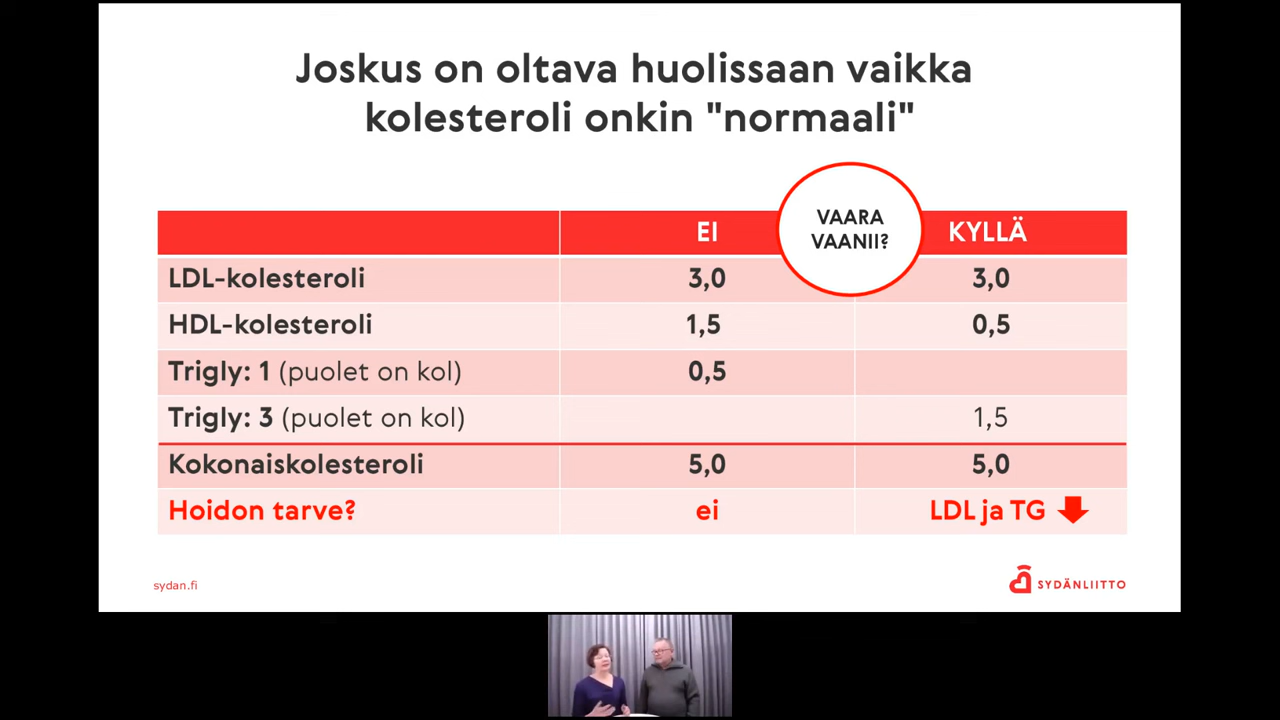 Joskus on oltava huolissaan vaikka
kolesteroli onkin "normaali"
EI
VAARA
VAANII?
KYLLÄ
LDL-kolesteroli 3,0 3,0
HDL-kolesteroli 1,5 0,5
Trigly: 1 (puolet on kol) 0,5
Trigly: 3 (puolet on kol) 1,5
Kokonaiskolesteroli 5,0 5,0
Hoidon tarve? ei LDL ja TG
sydan.fi
SYDÄNLIITTO